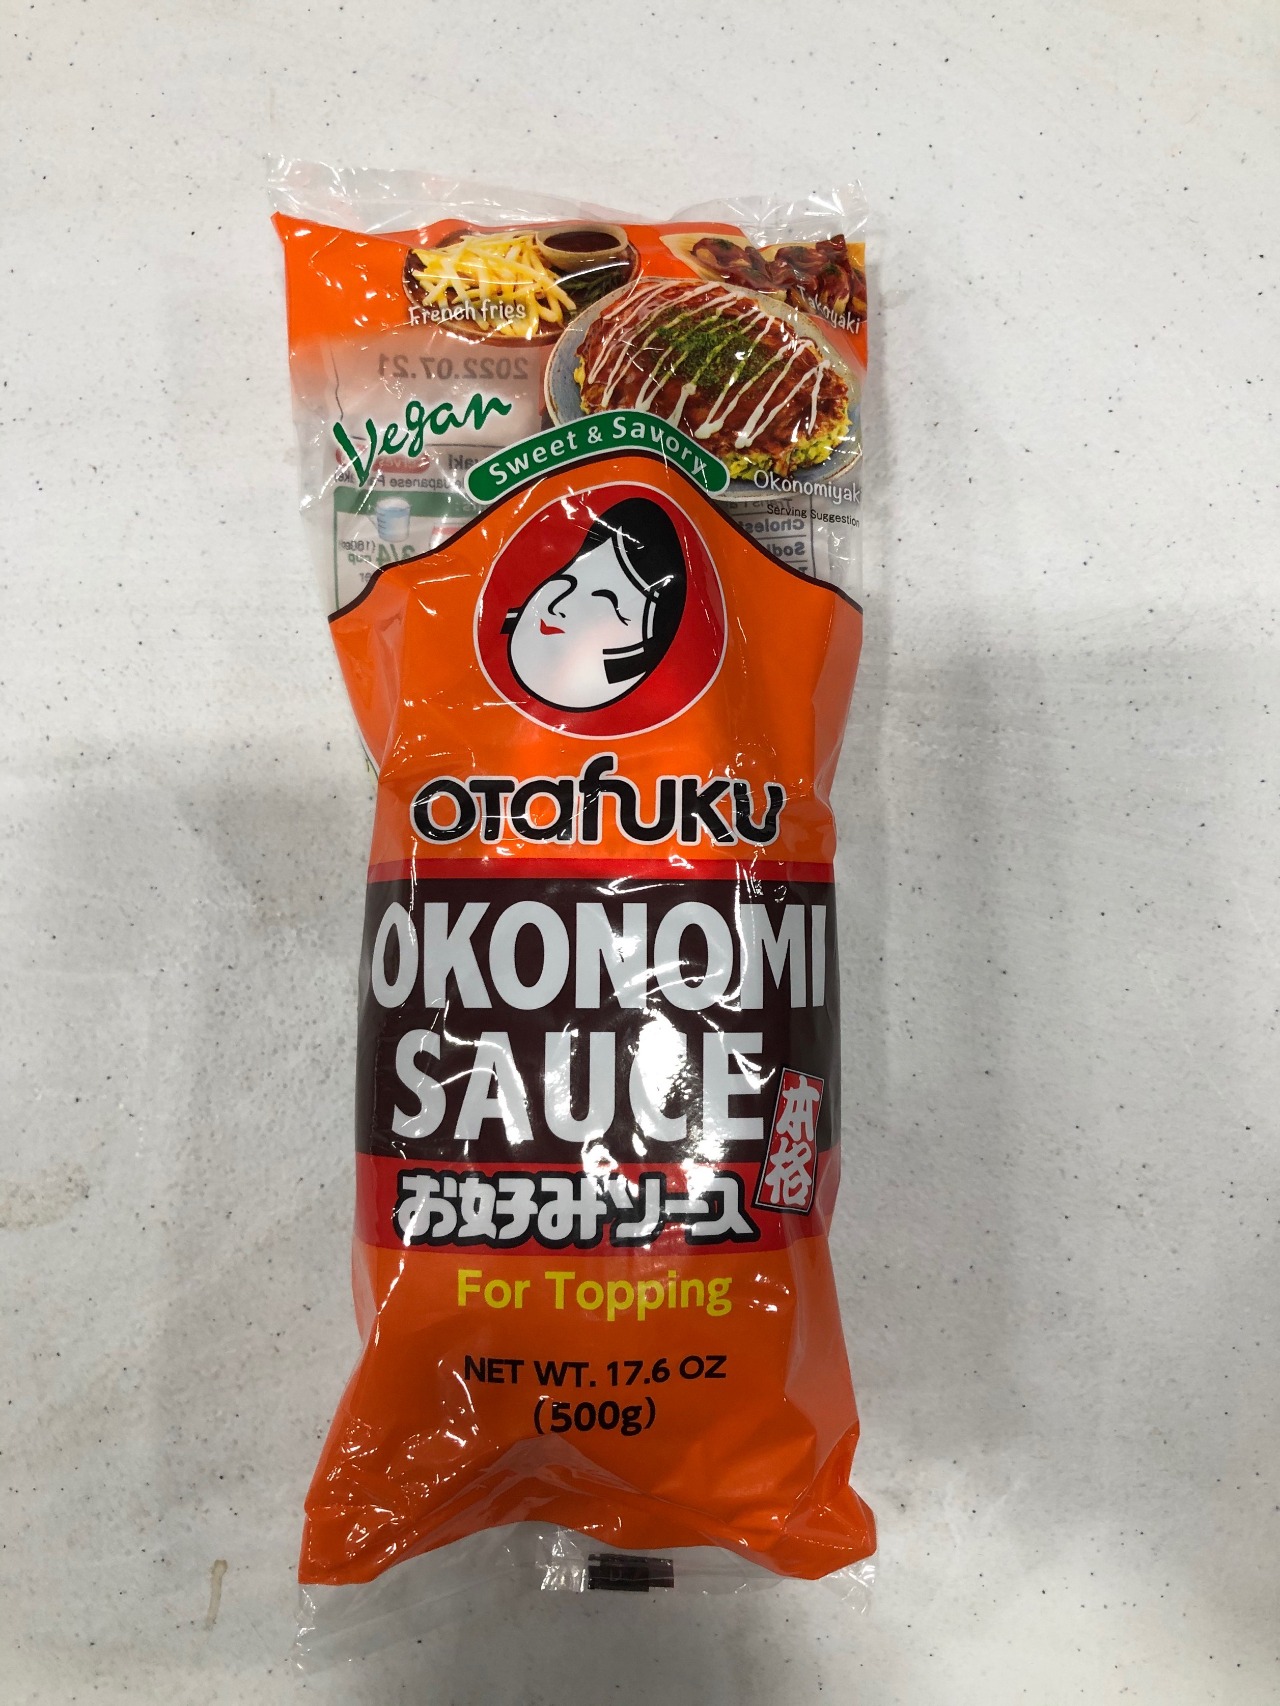 French fries
Takoyaki
2022.07.21
Vegan
Sweet & Savory
Okonomiyak
Serving Suggestion
OTafuKU
OKONOMI
SAUCE
本格
お好みソース
For Topping
NET WT. 17.6 OZ
(500g)